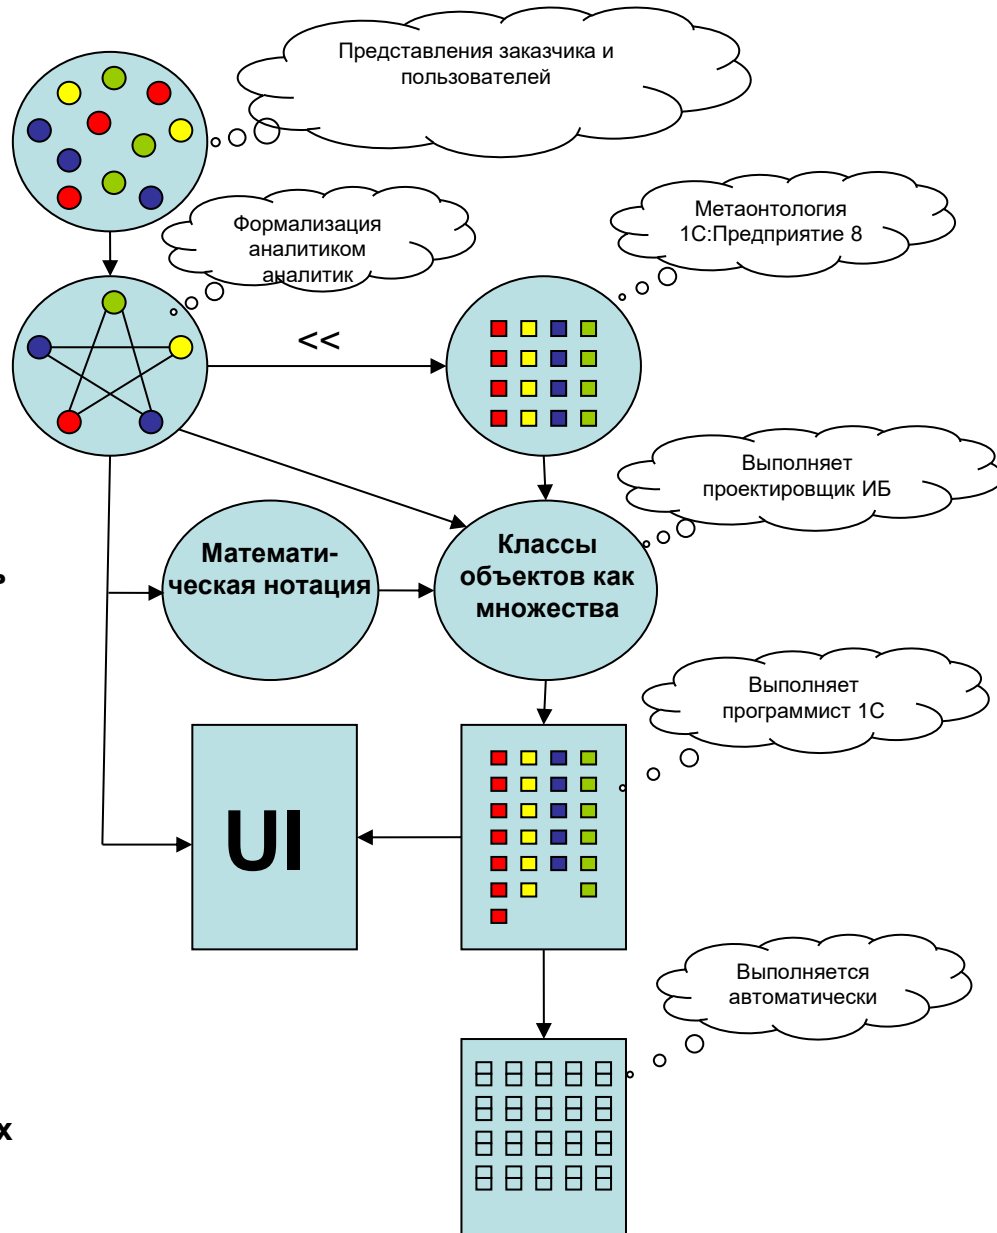 Представления заказчика и
пользователей
Формализация
аналитиком
аналитик
Метаонтология
1С:Предприятие 8
<<
Выполняет
проектировщик ИБ
Математи-
ческая нотация
Классы
объектов как
множества
ь
Выполняет
программист 1С
UI
Выполняется
автоматически
х